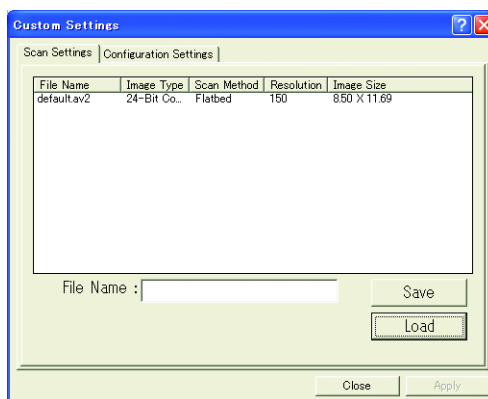 Custom Settings
Scan Settings Configuration Settings
File Name Image Type Scan Method Resolution Image Size
default.av2 24-Bit Co... Flatbed 150 8.50 X 11.69
File Name :
Save
Load
Close Apply